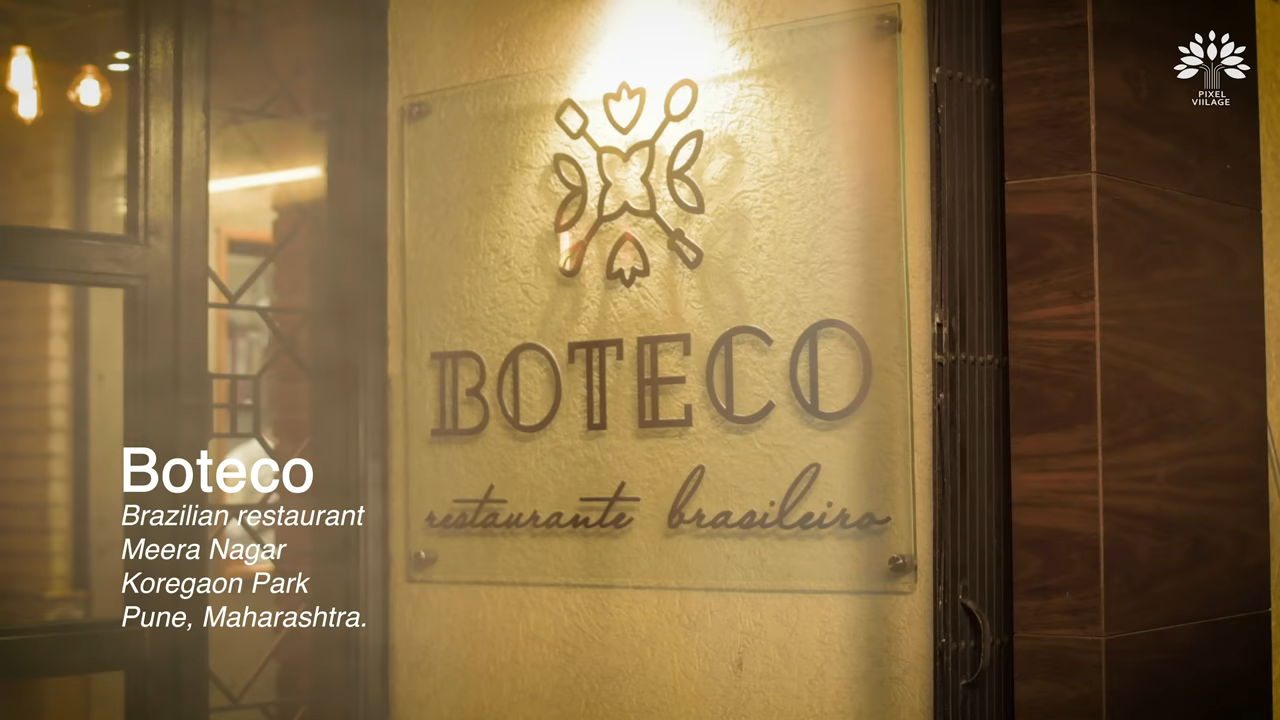 PIXEL
VIILAGE
BOTECO
restaurante brasileiro
Boteco
Brazilian restaurant
Meera Nagar
Koregaon Park
Pune, Maharashtra.